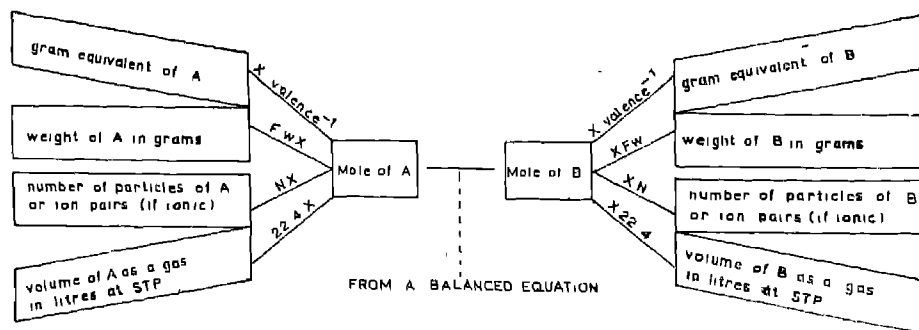 gram equivalent of A
X valence⁻¹
weight of A in grams
FwX
number of particles of A
or ion pairs (if ionic)
NX
volume of A as a gas
in litres at STP
22 4 X
Mole of A
FROM A BALANCED EQUATION
Mole of B
X valence⁻¹
gram equivalent of B
XFw
weight of B in grams
XN
number of particles of B
or ion pairs (if ionic)
X22 4
volume of B as a gas
in litres at STP